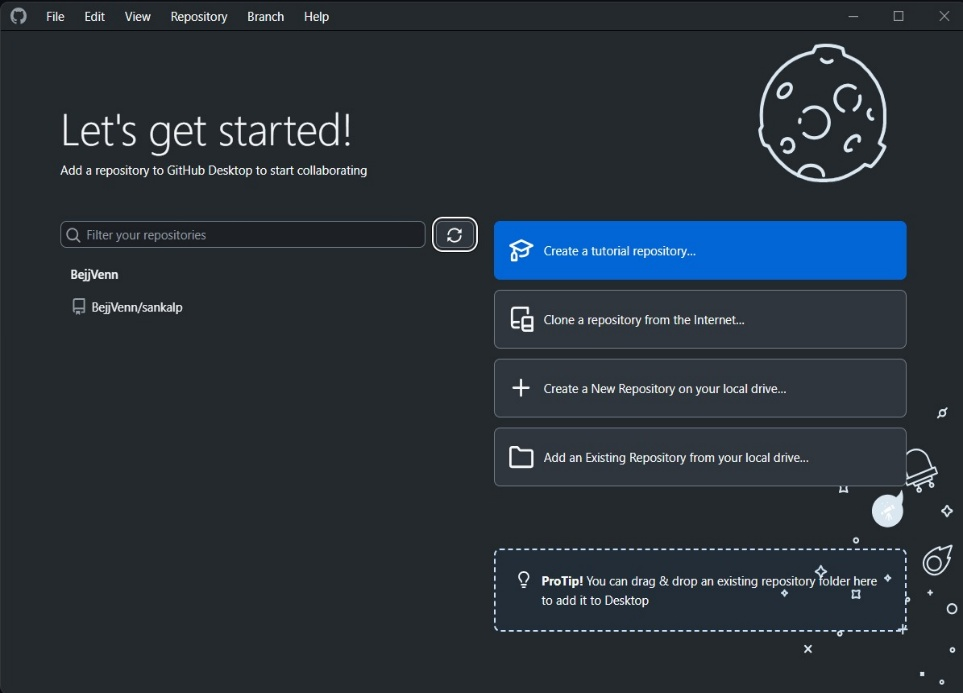 File Edit View Repository Branch Help
Let's get started!
Add a repository to GitHub Desktop to start collaborating
Filter your repositories
BejjVenn
BejjVenn/sankalp
Create a tutorial repository...
Clone a repository from the Internet...
Create a New Repository on your local drive...
Add an Existing Repository from your local drive...
ProTip! You can drag & drop an existing repository folder here
to add it to Desktop